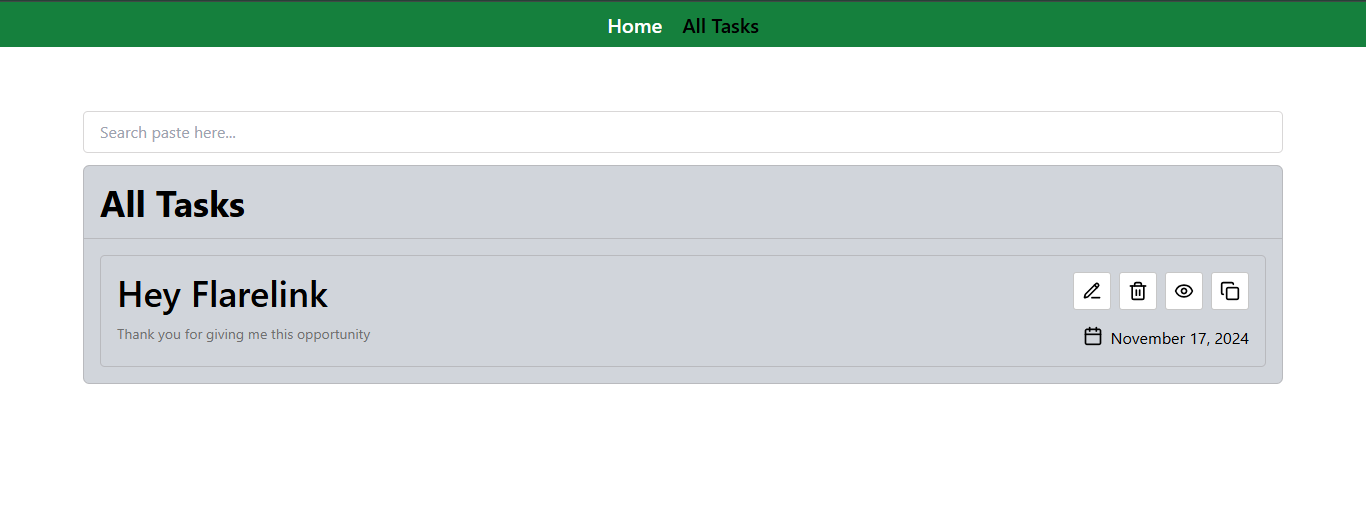 Home All Tasks
Search paste here...
All Tasks
Hey Flarelink
Thank you for giving me this opportunity
November 17, 2024